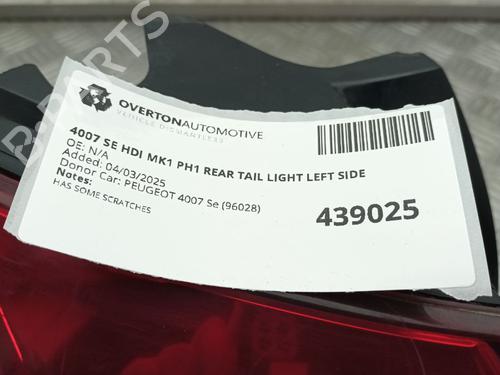 OVERTONAUTOMOTIVE
VEHICLE DISMANTLERS
4007 SE HDI MK1 PH1 REAR TAIL LIGHT LEFT SIDE
OE: N/A
Added: 04/03/2025
Donor Car: PEUGEOT 4007 Se (96028)
Notes:
HAS SOME SCRATCHES
439025
PARTS